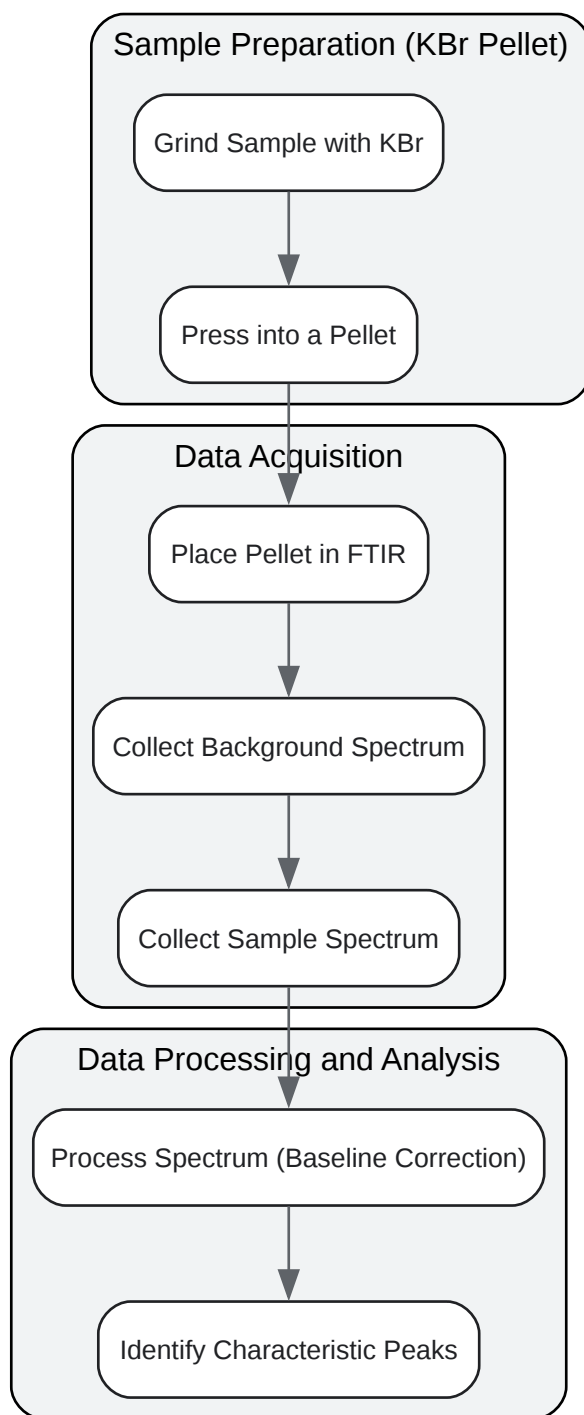 Sample Preparation (KBr Pellet)
Grind Sample with KBr
Press into a Pellet
Data Acquisition
Place Pellet in FTIR
Collect Background Spectrum
Collect Sample Spectrum
Data Processing and Analysis
Process Spectrum (Baseline Correction)
Identify Characteristic Peaks